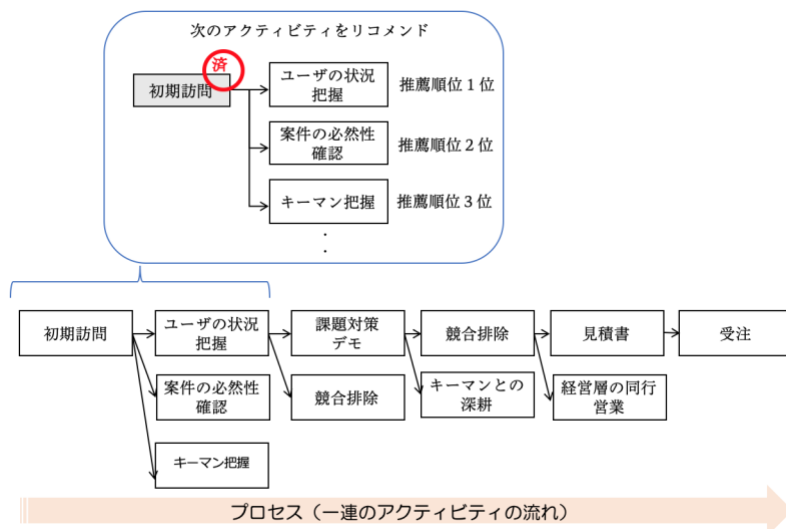 次のアクティビティをリコメンド
済
初期訪問
ユーザの状況
把握
推薦順位1位
案件の必然性
確認
推薦順位2位
キーマン把握
推薦順位3位
初期訪問
ユーザの状況
把握
課題対策
デモ
競合排除
見積書
受注
案件の必然性
確認
競合排除
キーマンとの
深耕
経営層の同行
営業
キーマン把握
プロセス(一連のアクティビティの流れ)